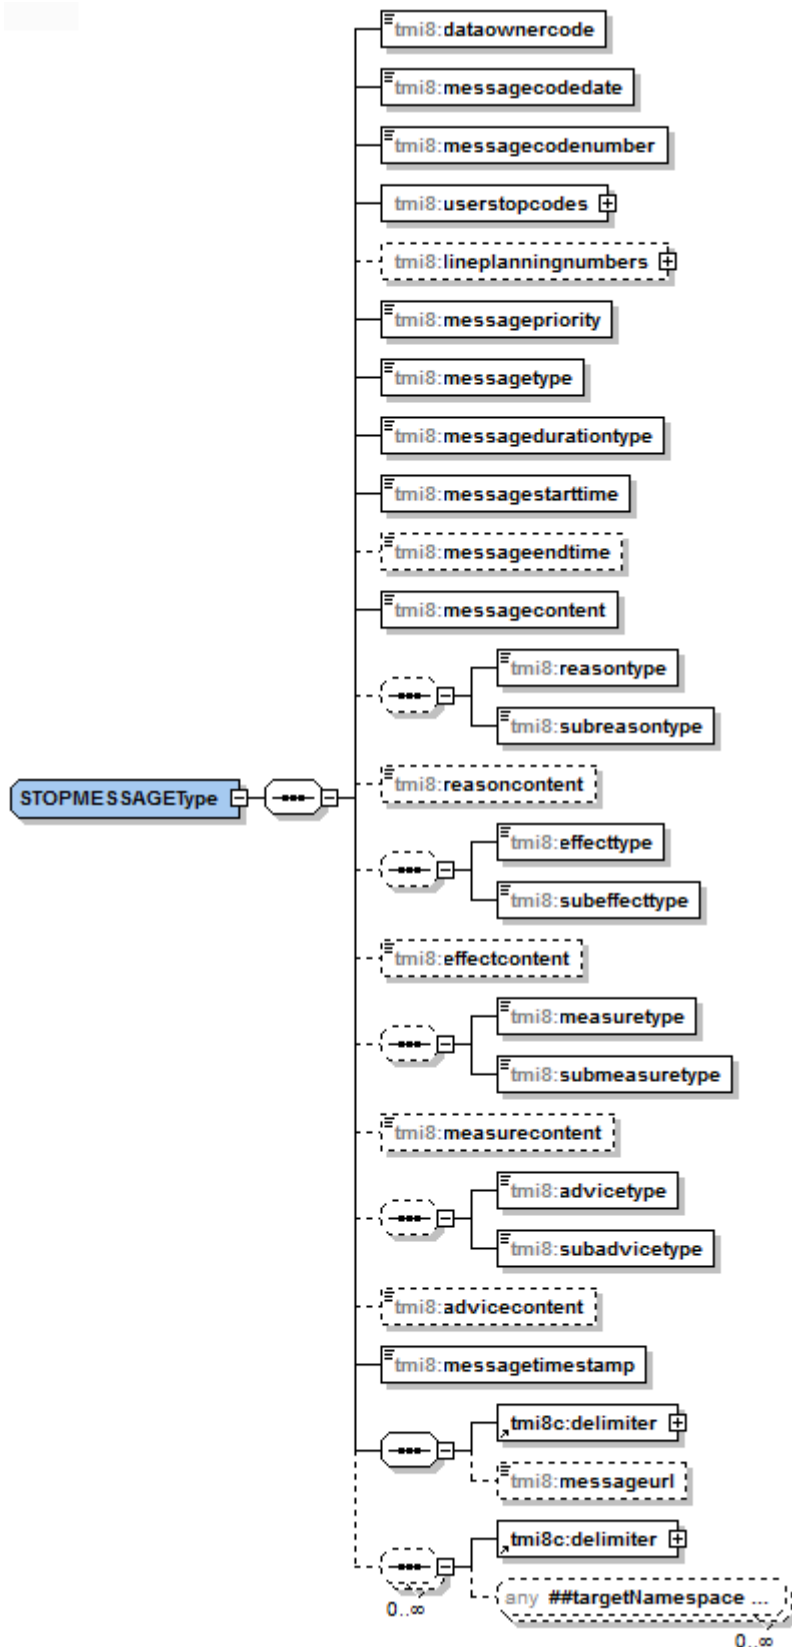 tmi8:dataownercode
tmi8:messagecodedate
tmi8:messagecodenumber
tmi8:userstopcodes
tmi8:lineplanningnumbers
tmi8:messagepriority
tmi8:messagetype
tmi8:messagedurationtype
tmi8:messagestarttime
tmi8:messageendtime
tmi8:messagecontent
tmi8:reasontype
tmi8:subreasontype
STOPMESSAGEType
tmi8:reasoncontent
tmi8:effecttype
tmi8:subeffecttype
tmi8:effectcontent
tmi8:measuretype
tmi8:submeasuretype
tmi8:measurecontent
tmi8:advicetype
tmi8:subadvicetype
tmi8:advicecontent
tmi8:messagetimestamp
tmi8c:delimiter
tmi8:messageurl
tmi8c:delimiter
any ##targetNamespace ...
0..∞
0..∞